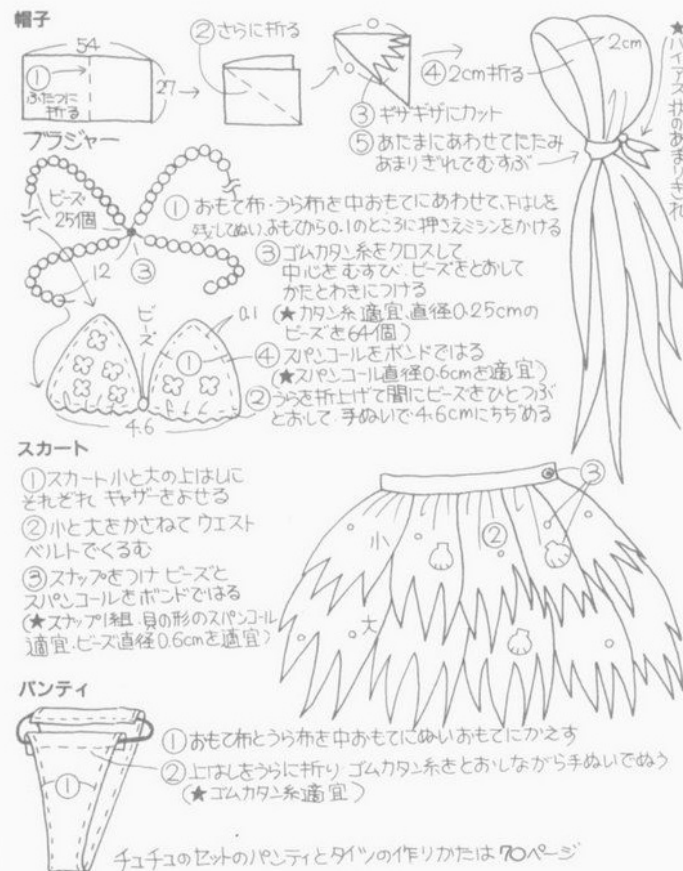 帽子
54
27
① ふたつに
折る
② さらに折る
③ ギザギザにカット
④ 2cm折る
⑤ あたまにあわせてたたみ
あまりぎれでむすぶ
2cm
★バイアス状のあまりぎれ
ブラジャー
ビーズ
25個
12
③
① おもて布・うら布を中おもてにあわせて、下はしを
残してぬい、おもてから0.1のところに押さえミシンをかける
③ ゴムカタン糸をクロスして
中心をむすび、ビーズをとおして
かたとわきにつける
(★カタン糸適宜、直径0.25cmの
ビーズを64個)
④ スパンコールをボンドではる
(★スパンコール直径0.6cmを適宜)
② うらを折上げて間にビーズをひとつぶ
とおして、手ぬいで4.6cmにちぢめる
ビーズ
0.1
①
4.6
スカート
① スカート小と大の上はしに
それぞれ ギャザーをよせる
② 小と大をかさねて ウエスト
ベルトでくるむ
③ スナップをつけ ビーズと
スパンコールをボンドではる
(★スナップ1組、貝の形のスパンコール
適宜、ビーズ直径0.6cmを適宜)
③
小
②
大
パンティ
① おもて布とうら布を中おもてにぬい おもてにかえす
② 上はしをうらに折り、ゴムカタン糸をとおしながら手ぬいでぬう
(★ゴムカタン糸適宜)
①
チュチュのセットのパンティとタイツの作りかたは70ページ